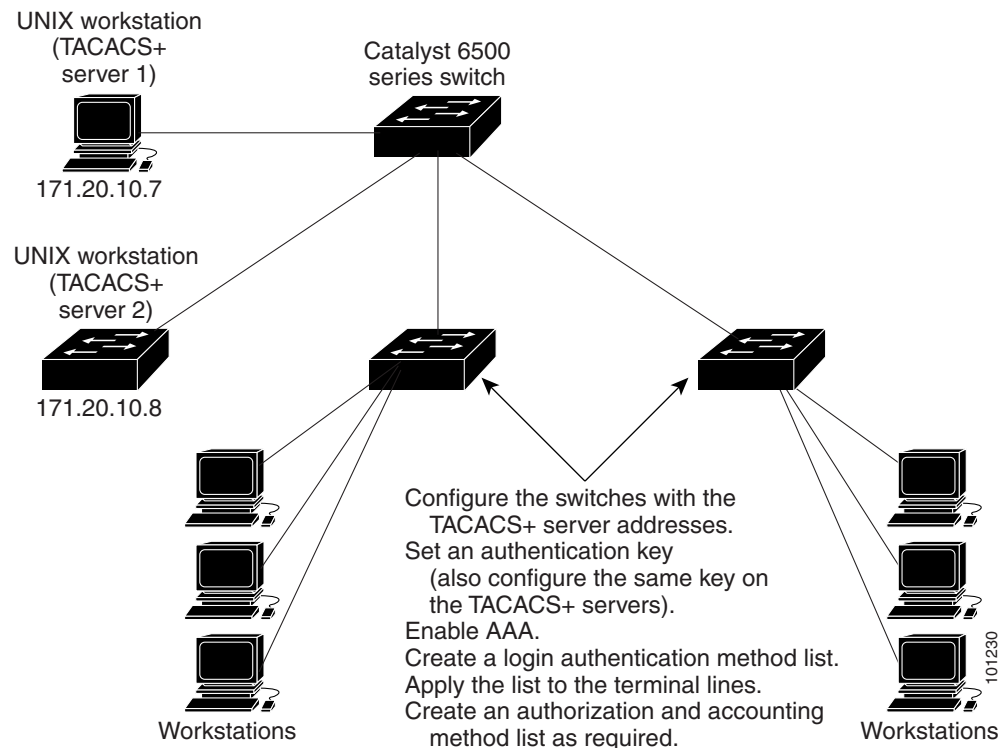 UNIX workstation
(TACACS+
server 1)
Catalyst 6500
series switch
171.20.10.7
UNIX workstation
(TACACS+
server 2)
171.20.10.8
Configure the switches with the
TACACS+ server addresses.
Set an authentication key
(also configure the same key on
the TACACS+ servers).
Enable AAA.
Create a login authentication method list.
Apply the list to the terminal lines.
Create an authorization and accounting
method list as required.
Workstations
Workstations
101230